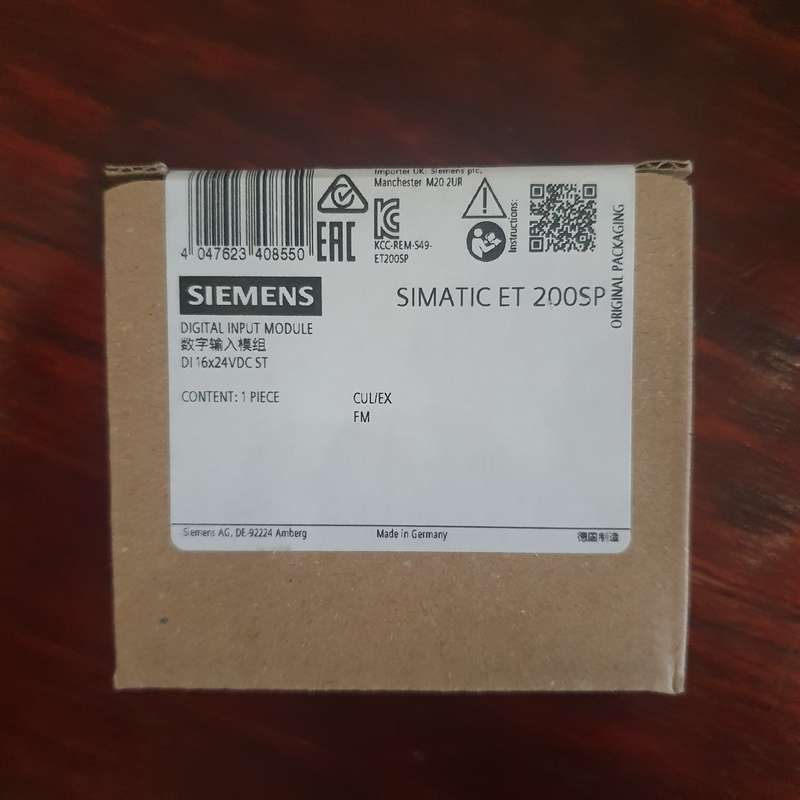 Importer UK: Siemens plc,
Manchester M20 2UR
4 047623 408550
EAC
KCC-REM-S49-
ET200SP
Instructions:
ORIGINAL PACKAGING
SIEMENS
SIMATIC ET 200SP
DIGITAL INPUT MODULE
数字输入模组
DI 16x24VDC ST
CONTENT: 1 PIECE
CUL/EX
FM
Siemens AG, DE-92224 Amberg
Made in Germany
德国制造